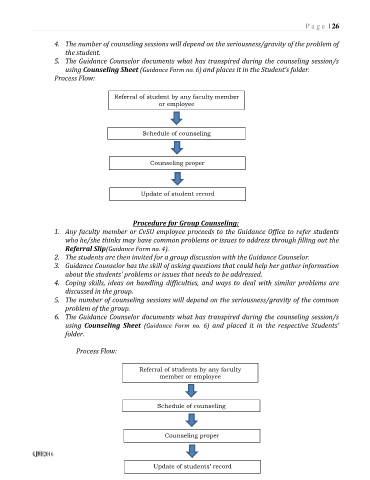 P a g e | 26
4. The number of counseling sessions will depend on the seriousness/gravity of the problem of
the student.
5. The Guidance Counselor documents what has transpired during the counseling session/s
using Counseling Sheet (Guidance Form no. 6) and places it in the Student's folder.
Process Flow:
Referral of student by any faculty member
or employee
Schedule of counseling
Counseling proper
Update of student record
Procedure for Group Counseling:
1. Any faculty member or CvSU employee proceeds to the Guidance Office to refer students
who he/she thinks may have common problems or issues to address through filling out the
Referral Slip(Guidance Form no. 4).
2. The students are then invited for a group discussion with the Guidance Counselor.
3. Guidance Counselor has the skill of asking questions that could help her gather information
about the students' problems or issues that needs to be addressed.
4. Coping skills, ideas on handling difficulties, and ways to deal with similar problems are
discussed in the group.
5. The number of counseling sessions will depend on the seriousness/gravity of the common
problem of the group.
6. The Guidance Counselor documents what has transpired during the counseling session/s
using Counseling Sheet (Guidance Form no. 6) and placed it in the respective Students'
folder.
Process Flow:
Referral of students by any faculty
member or employee
Schedule of counseling
Counseling proper
Update of students' record